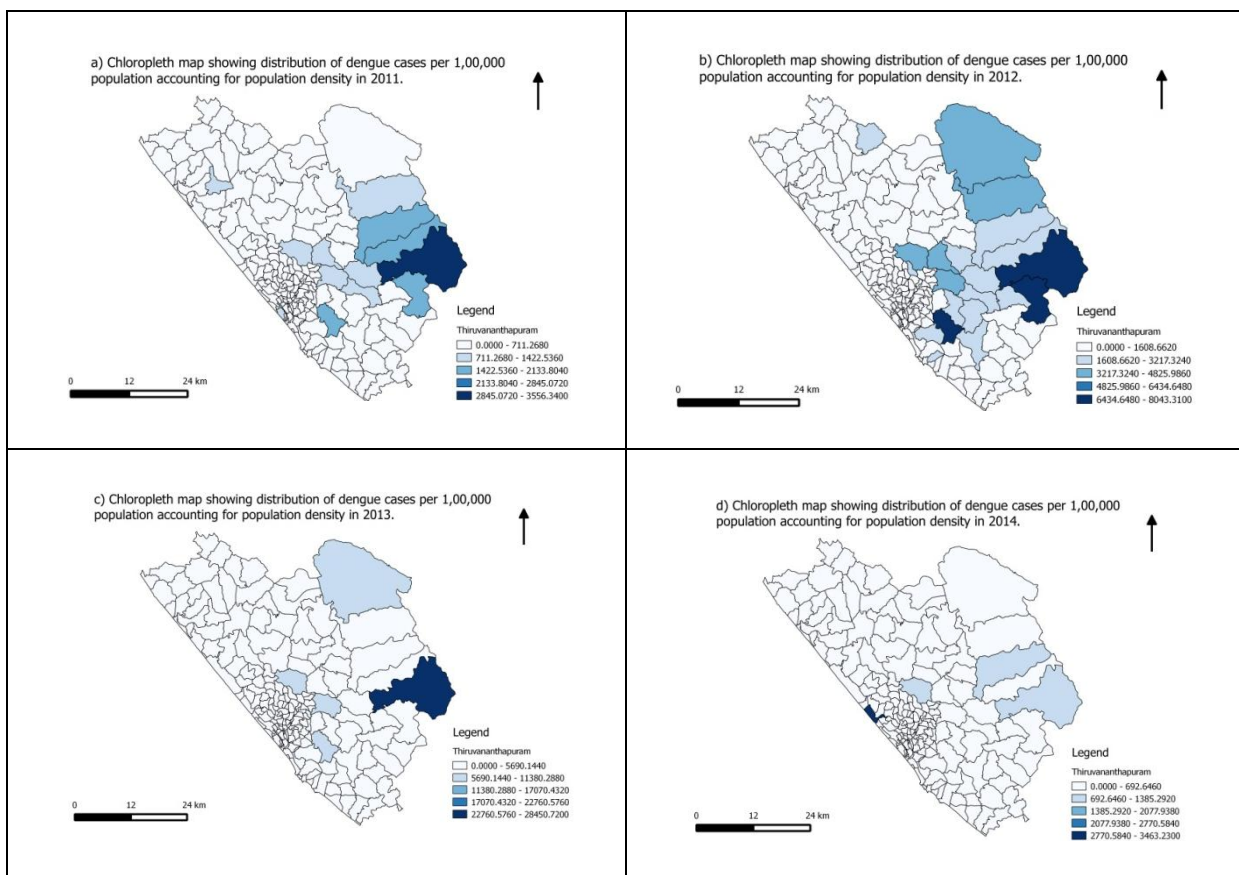 a) Chloropleth map showing distribution of dengue cases per 1,00,000
population accounting for population density in 2011.
Legend
Thiruvananthapuram
0.0000 - 711.2680
711.2680 - 1422.5360
1422.5360 - 2133.8040
2133.8040 - 2845.0720
2845.0720 - 3556.3400
0 12 24 km
b) Chloropleth map showing distribution of dengue cases per 1,00,000
population accounting for population density in 2012.
Legend
Thiruvananthapuram
0.0000 - 1608.6620
1608.6620 - 3217.3240
3217.3240 - 4825.9860
4825.9860 - 6434.6480
6434.6480 - 8043.3100
0 12 24 km
c) Chloropleth map showing distribution of dengue cases per 1,00,000
population accounting for population density in 2013.
Legend
Thiruvananthapuram
0.0000 - 5690.1440
5690.1440 - 11380.2880
11380.2880 - 17070.4320
17070.4320 - 22760.5760
22760.5760 - 28450.7200
0 12 24 km
d) Chloropleth map showing distribution of dengue cases per 1,00,000
population accounting for population density in 2014.
Legend
Thiruvananthapuram
0.0000 - 692.6460
692.6460 - 1385.2920
1385.2920 - 2077.9380
2077.9380 - 2770.5840
2770.5840 - 3463.2300
0 12 24 km